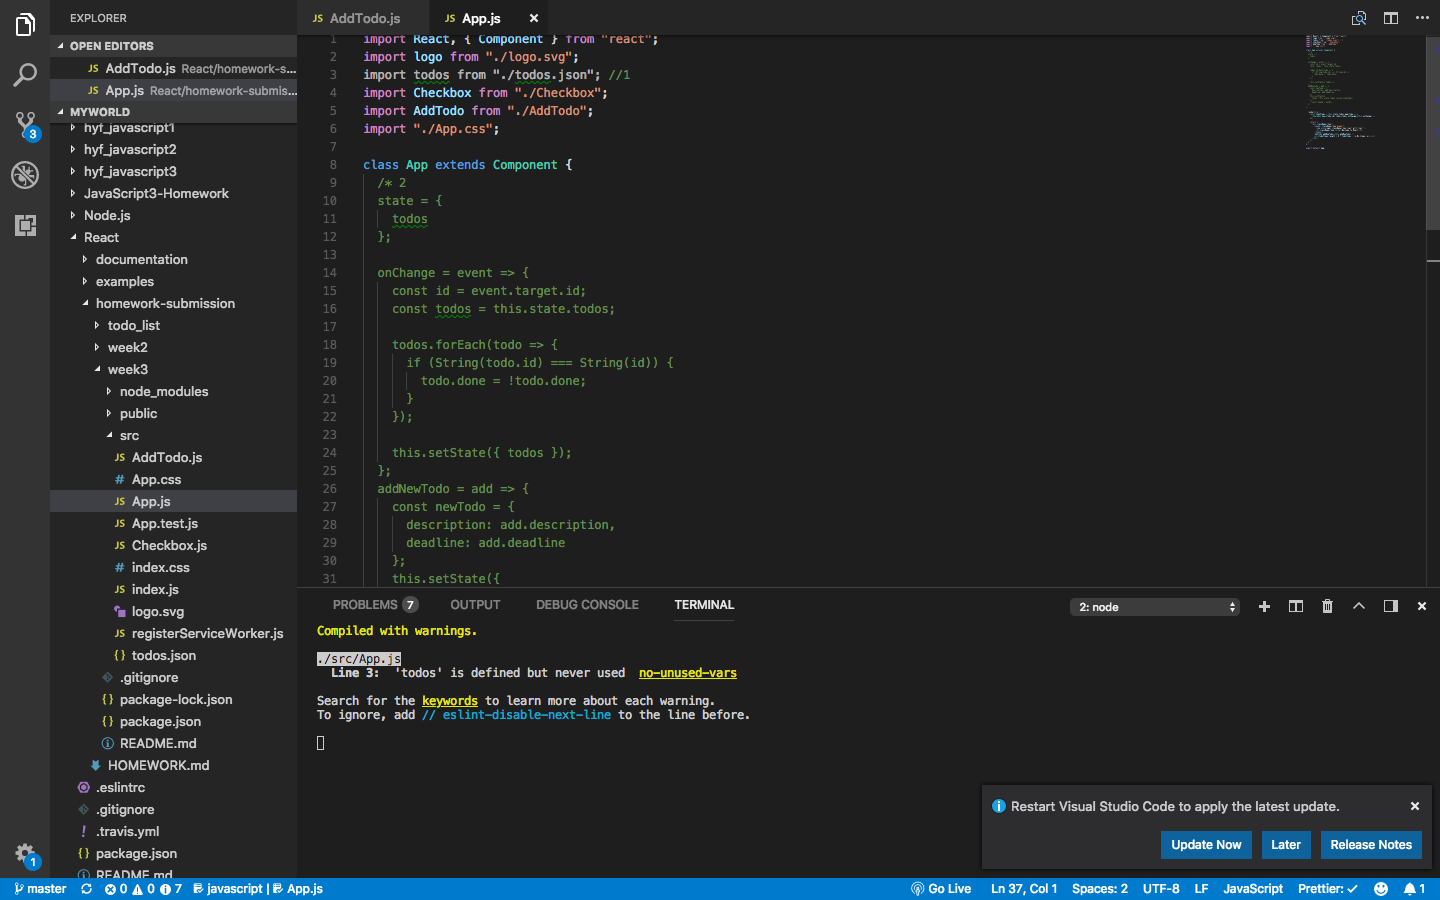 EXPLORER
OPEN EDITORS
JS AddTodo.js React/homework-s...
JS App.js React/homework-submis...
MYWORLD
hyf_javascript1
hyf_javascript2
hyf_javascript3
JavaScript3-Homework
Node.js
React
documentation
examples
homework-submission
todo_list
week2
week3
node_modules
public
src
JS AddTodo.js
# App.css
JS App.js
JS App.test.js
JS Checkbox.js
# index.css
JS index.js
logo.svg
JS registerServiceWorker.js
{} todos.json
.gitignore
{} package-lock.json
{} package.json
README.md
HOMEWORK.md
.eslintrc
.gitignore
! .travis.yml
{} package.json
README.md
3
1
JS AddTodo.js
JS App.js
1 import React, { Component } from "react";
2 import logo from "./logo.svg";
3 import todos from "./todos.json"; //1
4 import Checkbox from "./Checkbox";
5 import AddTodo from "./AddTodo";
6 import "./App.css";
7
8 class App extends Component {
9 /* 2
10 state = {
11 todos
12 };
13
14 onChange = event => {
15 const id = event.target.id;
16 const todos = this.state.todos;
17
18 todos.forEach(todo => {
19 if (String(todo.id) === String(id)) {
20 todo.done = !todo.done;
21 }
22 });
23
24 this.setState({ todos });
25 };
26 addNewTodo = add => {
27 const newTodo = {
28 description: add.description,
29 deadline: add.deadline
30 };
31 this.setState({
PROBLEMS 7 OUTPUT DEBUG CONSOLE TERMINAL
2: node
Compiled with warnings.
./src/App.js
Line 3: 'todos' is defined but never used no-unused-vars
Search for the keywords to learn more about each warning.
To ignore, add // eslint-disable-next-line to the line before.
Restart Visual Studio Code to apply the latest update.
Update Now Later Release Notes
master 0 0 7 javascript | App.js Go Live Ln 37, Col 1 Spaces: 2 UTF-8 LF JavaScript Prettier: ✓ 1